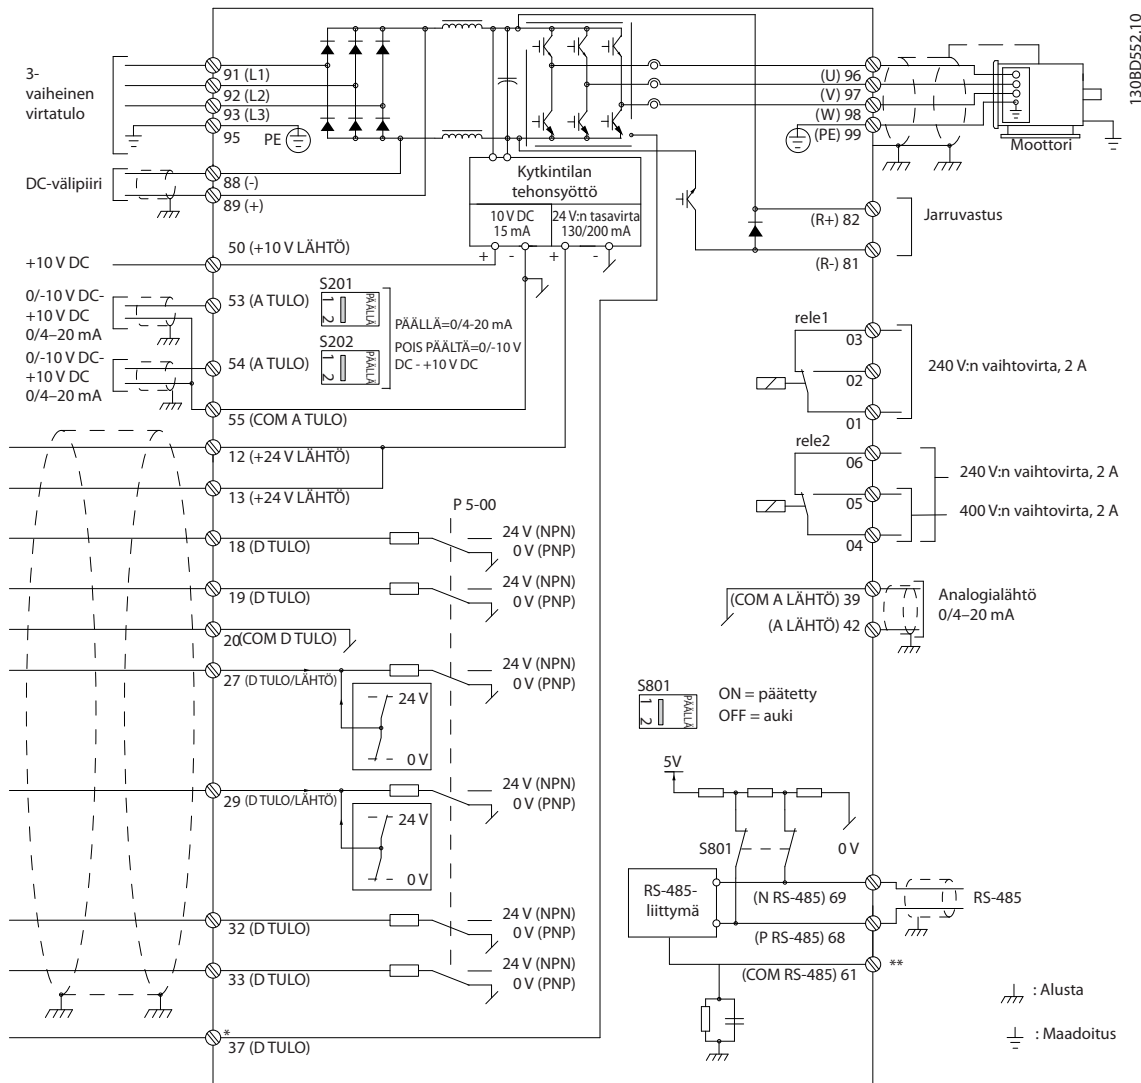 130BD552.10
3-
vaiheinen
virtatulo
91 (L1)
92 (L2)
93 (L3)
95
PE
DC-välipiiri
88 (-)
89 (+)
50 (+10 V LÄHTÖ)
+10 V DC
0/-10 V DC-
+10 V DC
0/4–20 mA
0/-10 V DC-
+10 V DC
0/4–20 mA
53 (A TULO)
54 (A TULO)
55 (COM A TULO)
S201
1
2
PÄÄLLÄ
S202
1
2
PÄÄLLÄ
PÄÄLLÄ=0/4-20 mA
POIS PÄÄLTÄ=0/-10 V
DC - +10 V DC
Kytkintilan
tehonsyöttö
10 V DC
15 mA
24 V:n tasavirta
130/200 mA
+ - + -
(U) 96
(V) 97
(W) 98
(PE) 99
Moottori
(R+) 82
(R-) 81
Jarruvastus
rele1
03
02
01
240 V:n vaihtovirta, 2 A
rele2
06
05
04
240 V:n vaihtovirta, 2 A
400 V:n vaihtovirta, 2 A
(COM A LÄHTÖ) 39
(A LÄHTÖ) 42
Analogialähtö
0/4–20 mA
12 (+24 V LÄHTÖ)
13 (+24 V LÄHTÖ)
P 5-00
18 (D TULO)
24 V (NPN)
0 V (PNP)
19 (D TULO)
24 V (NPN)
0 V (PNP)
20 (COM D TULO)
27 (D TULO/LÄHTÖ)
24 V (NPN)
0 V (PNP)
24 V
0 V
29 (D TULO/LÄHTÖ)
24 V (NPN)
0 V (PNP)
24 V
0 V
32 (D TULO)
24 V (NPN)
0 V (PNP)
33 (D TULO)
24 V (NPN)
0 V (PNP)
*
37 (D TULO)
S801
1
2
PÄÄLLÄ
ON = päätetty
OFF = auki
5V
S801
0 V
RS-485-
liittymä
(N RS-485) 69
(P RS-485) 68
(COM RS-485) 61
**
RS-485
: Alusta
: Maadoitus